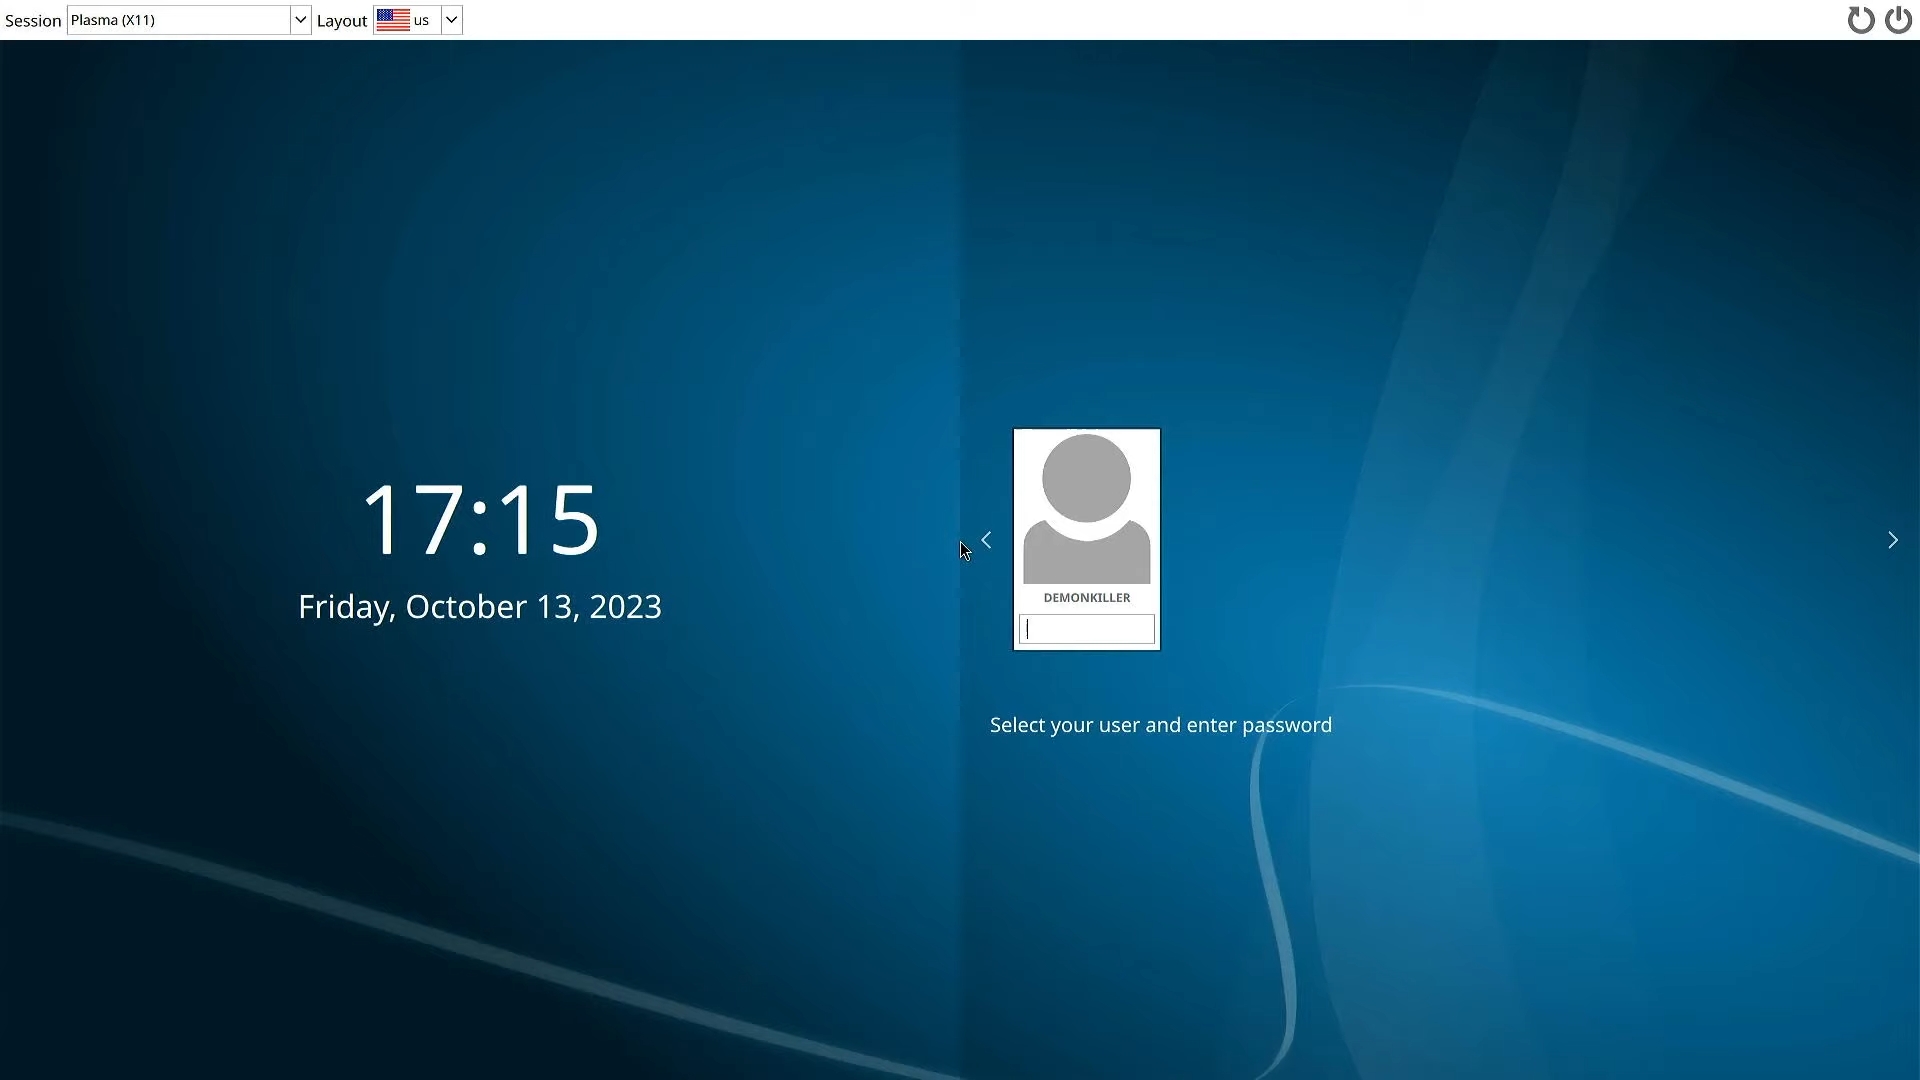 Session Plasma (X11) Layout us
17:15
Friday, October 13, 2023
DEMONKILLER
Select your user and enter password